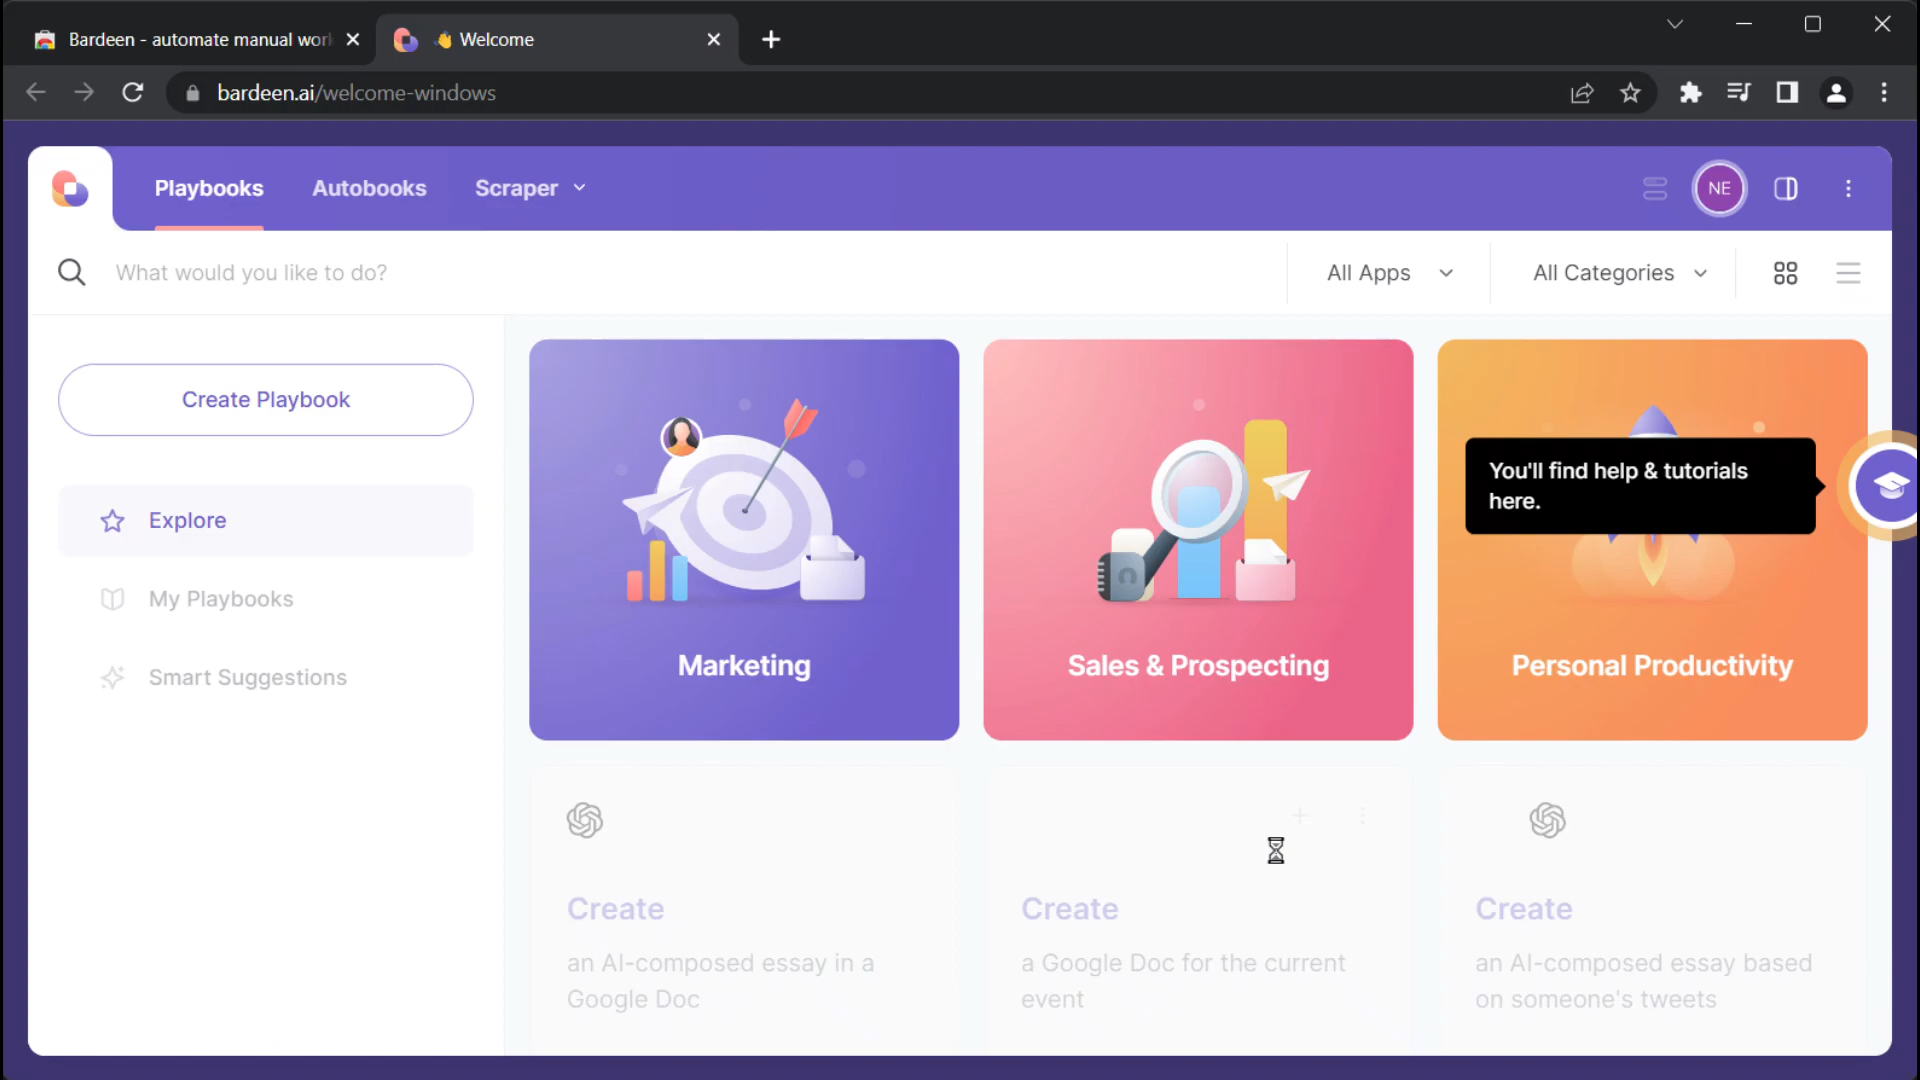 Bardeen - automate manual wor
👋 Welcome
bardeen.ai/welcome-windows
Playbooks
Autobooks
Scraper
NE
What would you like to do?
All Apps
All Categories
Create Playbook
Explore
My Playbooks
Smart Suggestions
Marketing
Sales & Prospecting
Personal Productivity
You'll find help & tutorials
here.
Create
an AI-composed essay in a
Google Doc
Create
a Google Doc for the current
event
Create
an AI-composed essay based
on someone's tweets